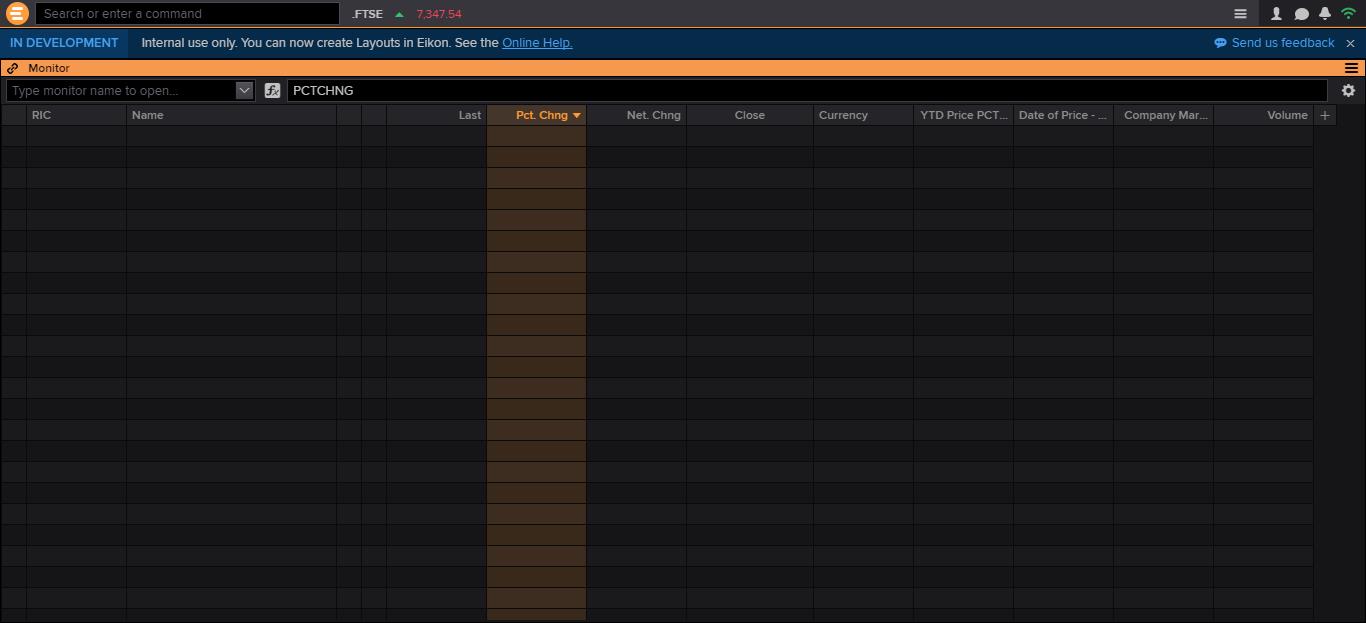 Search or enter a command .FTSE 7,347.54
IN DEVELOPMENT Internal use only. You can now create Layouts in Eikon. See the Online Help. Send us feedback
Monitor
Type monitor name to open... fx PCTCHNG
RIC Name Last Pct. Chng Net. Chng Close Currency YTD Price PCT... Date of Price - ... Company Mar... Volume +